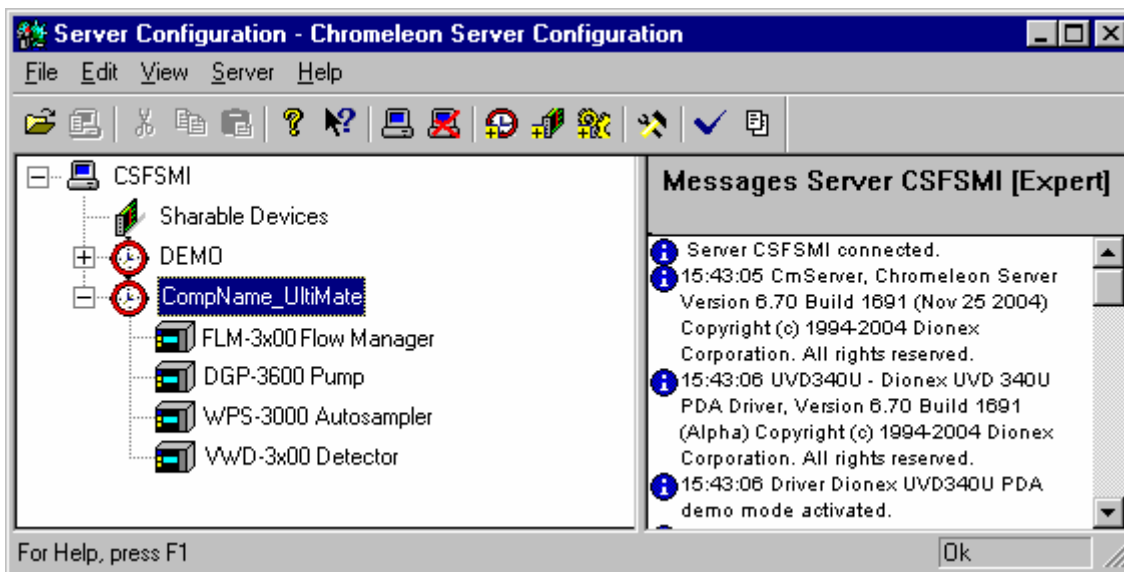 Server Configuration - Chromeleon Server Configuration
File Edit View Server Help
CSFSMI
Sharable Devices
DEMO
CompName_UltiMate
FLM-3x00 Flow Manager
DGP-3600 Pump
WPS-3000 Autosampler
VWD-3x00 Detector
Messages Server CSFSMI [Expert]
Server CSFSMI connected.
15:43:05 CmServer, Chromeleon Server
Version 6.70 Build 1691 (Nov 25 2004)
Copyright (c) 1994-2004 Dionex
Corporation. All rights reserved.
15:43:06 UVD340U - Dionex UVD 340U
PDA Driver, Version 6.70 Build 1691
(Alpha) Copyright (c) 1994-2004 Dionex
Corporation. All rights reserved.
15:43:06 Driver Dionex UVD340U PDA
demo mode activated.
For Help, press F1
Ok